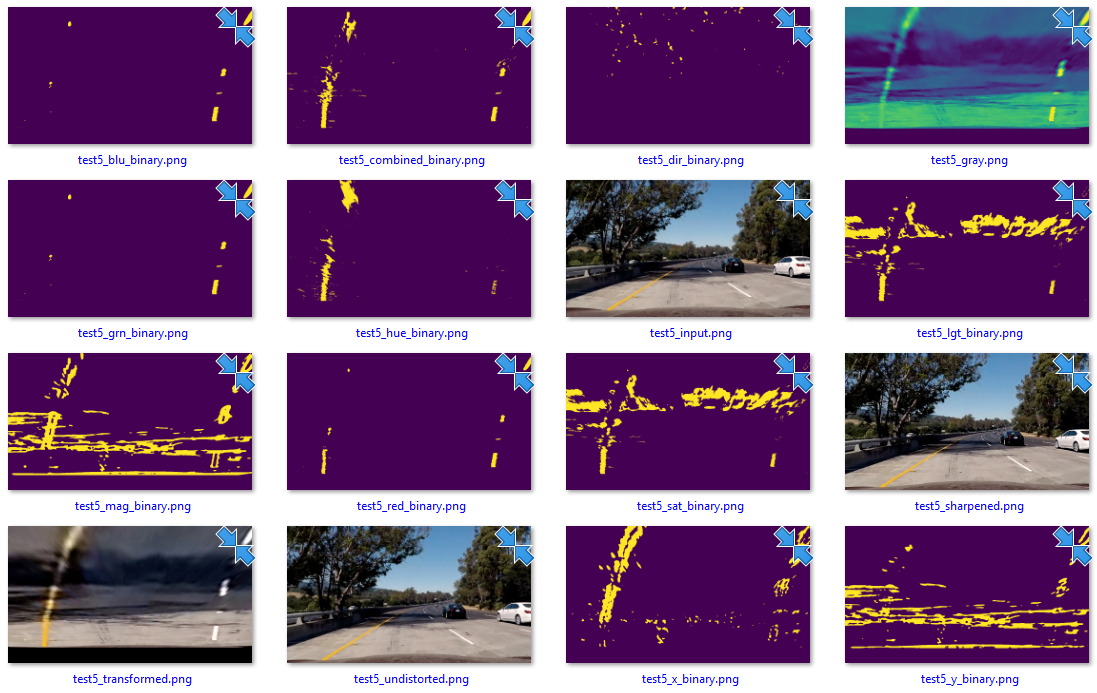 test5_blu_binary.png
test5_combined_binary.png
test5_dir_binary.png
test5_gray.png
test5_grn_binary.png
test5_hue_binary.png
test5_input.png
test5_lgt_binary.png
test5_mag_binary.png
test5_red_binary.png
test5_sat_binary.png
test5_sharpened.png
test5_transformed.png
test5_undistorted.png
test5_x_binary.png
test5_y_binary.png